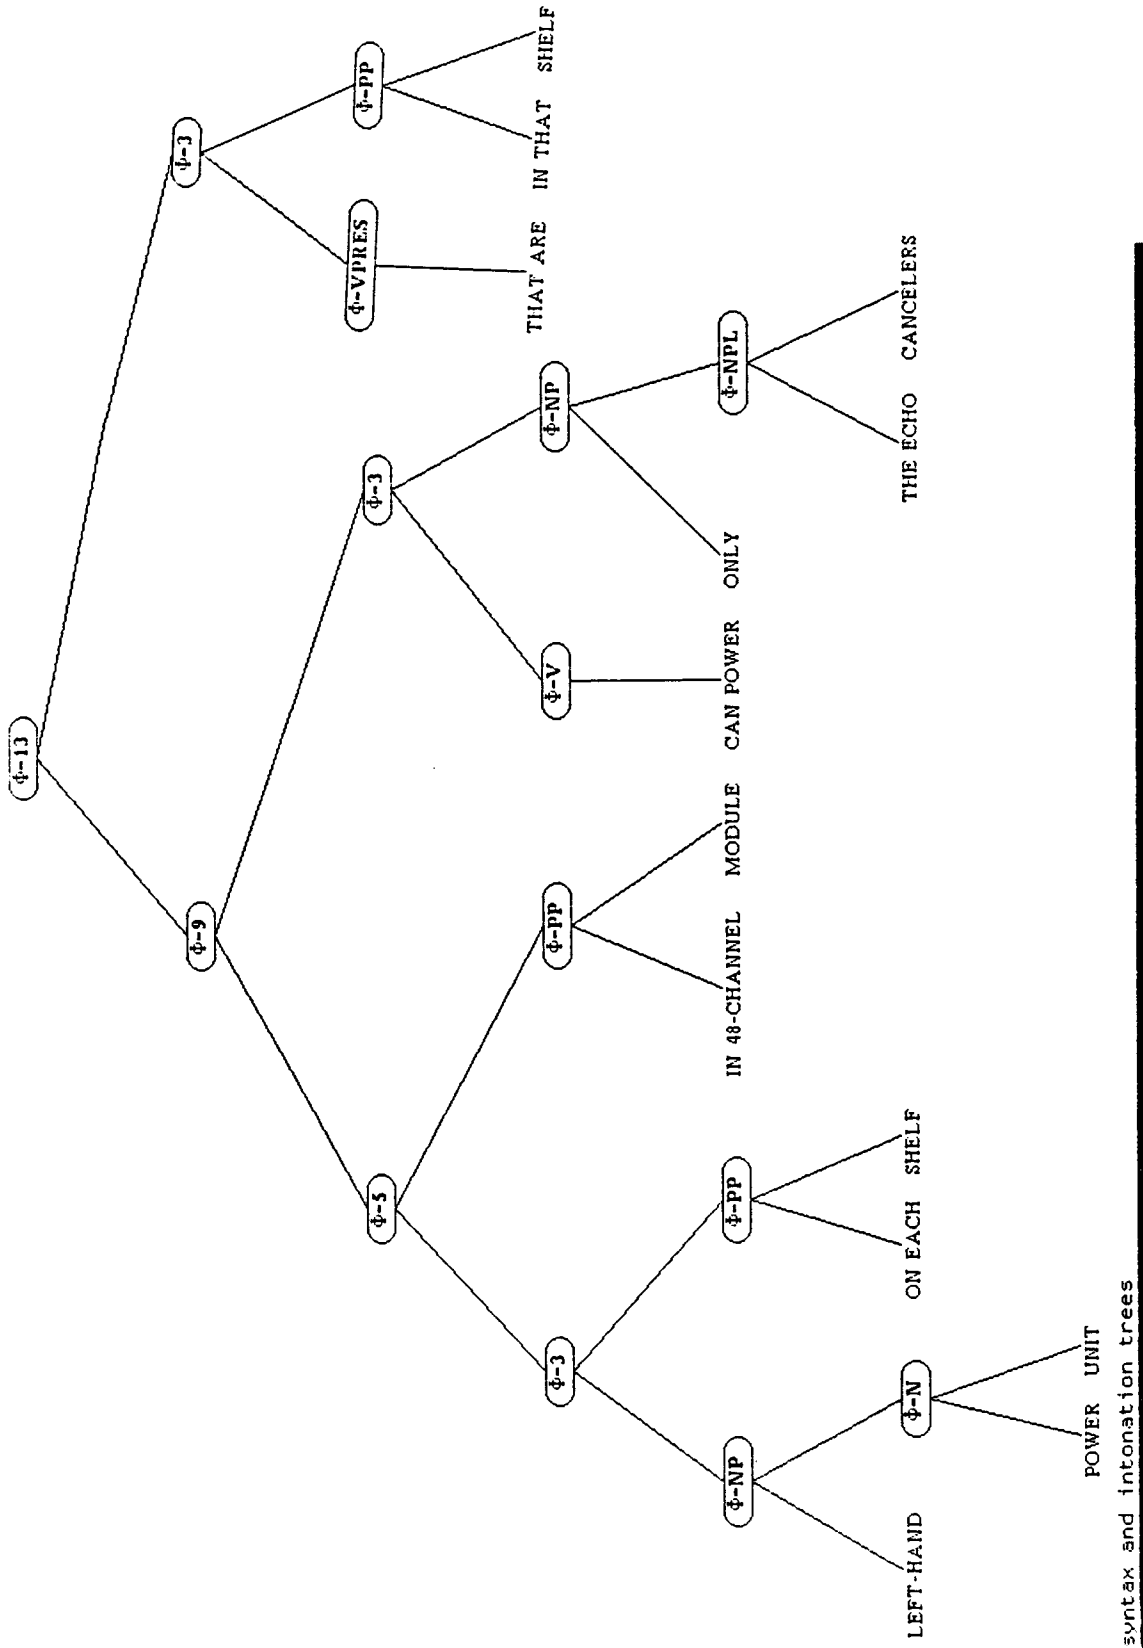 Φ-13
Φ-9
Φ-3
Φ-5
Φ-3
Φ-VPRES
Φ-PP
Φ-3
Φ-PP
Φ-V
Φ-NP
THAT ARE
IN THAT
SHELF
Φ-NP
Φ-PP
IN 48-CHANNEL
MODULE
CAN POWER
ONLY
Φ-NPL
LEFT-HAND
Φ-N
ON EACH
SHELF
THE ECHO
CANCELERS
POWER
UNIT
syntax and intonation trees